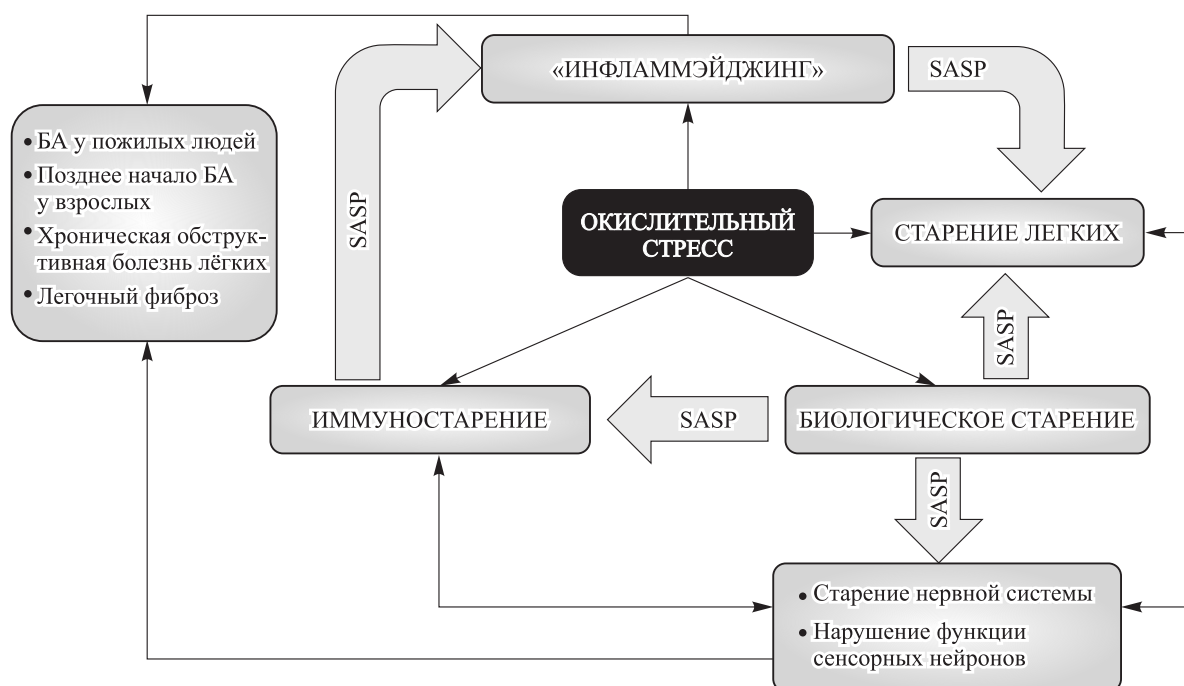 «ИНФЛАММЭЙДЖИНГ»
SASP
• БА у пожилых людей
• Позднее начало БА
у взрослых
• Хроническая обструк-
тивная болезнь лёгких
• Легочный фиброз
SASP
ОКИСЛИТЕЛЬНЫЙ
СТРЕСС
СТАРЕНИЕ ЛЕГКИХ
SASP
ИММУНОСТАРЕНИЕ
SASP
БИОЛОГИЧЕСКОЕ СТАРЕНИЕ
SASP
• Старение нервной системы
• Нарушение функции
сенсорных нейронов